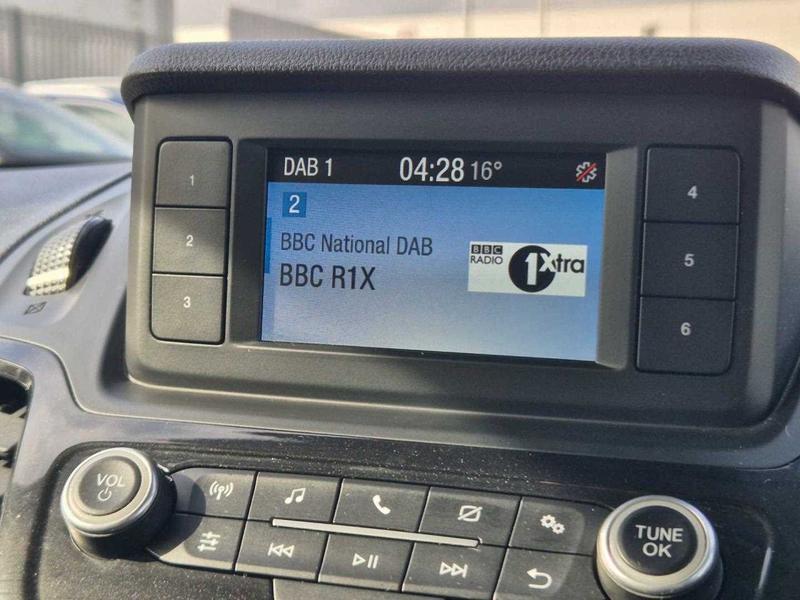 DAB 1 04:28 16°
2
BBC National DAB
BBC R1X
BBC
RADIO
1Xtra
1
2
3
4
5
6
VOL
TUNE
OK